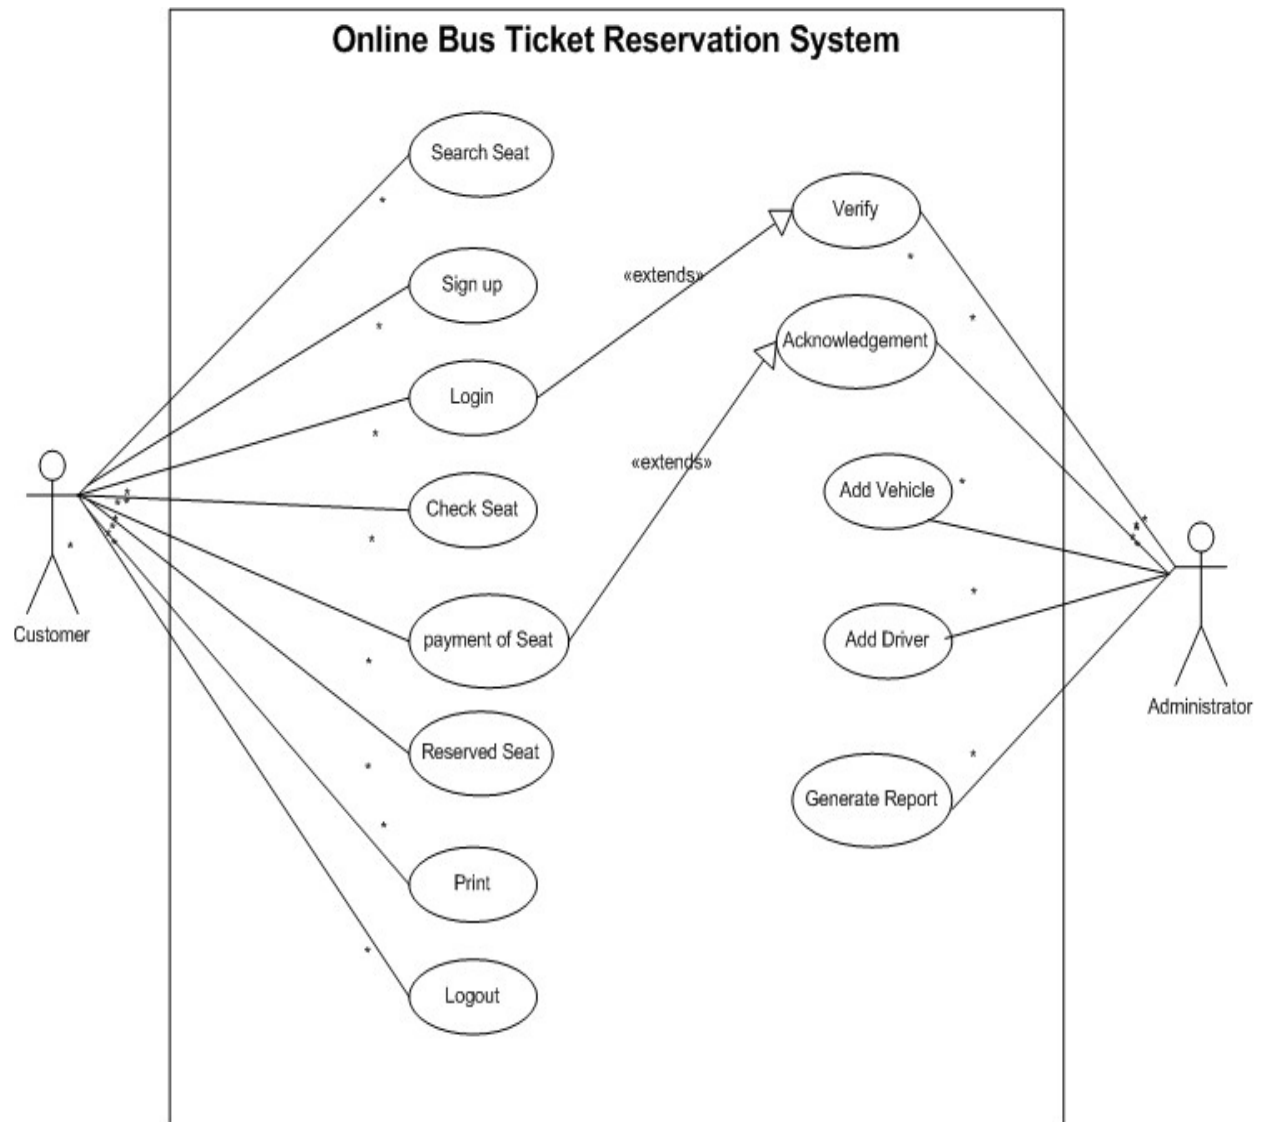 Online Bus Ticket Reservation System
Search Seat
Verify
«extends»
Sign up
Acknowledgement
Login
«extends»
Add Vehicle
Check Seat
Customer
payment of Seat
Add Driver
Administrator
Reserved Seat
Generate Report
Print
Logout